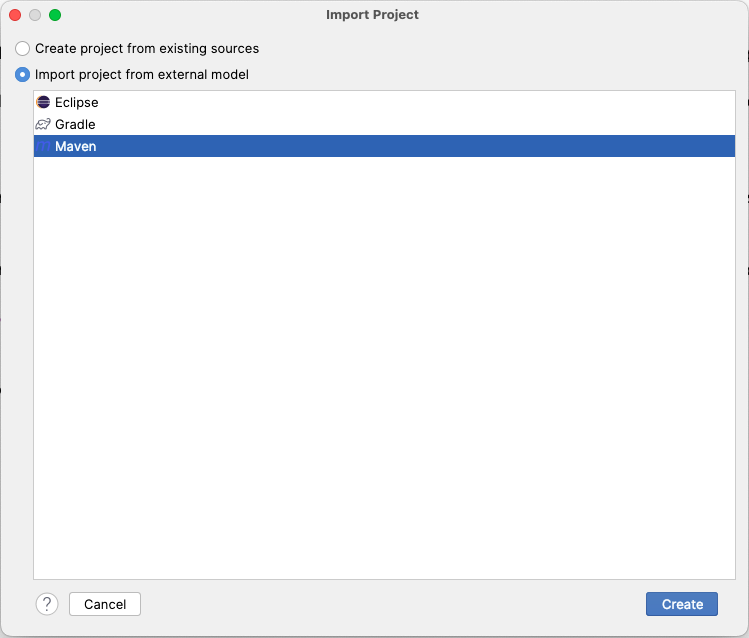 Import Project
Create project from existing sources
Import project from external model
Eclipse
Gradle
Maven
?
Cancel
Create